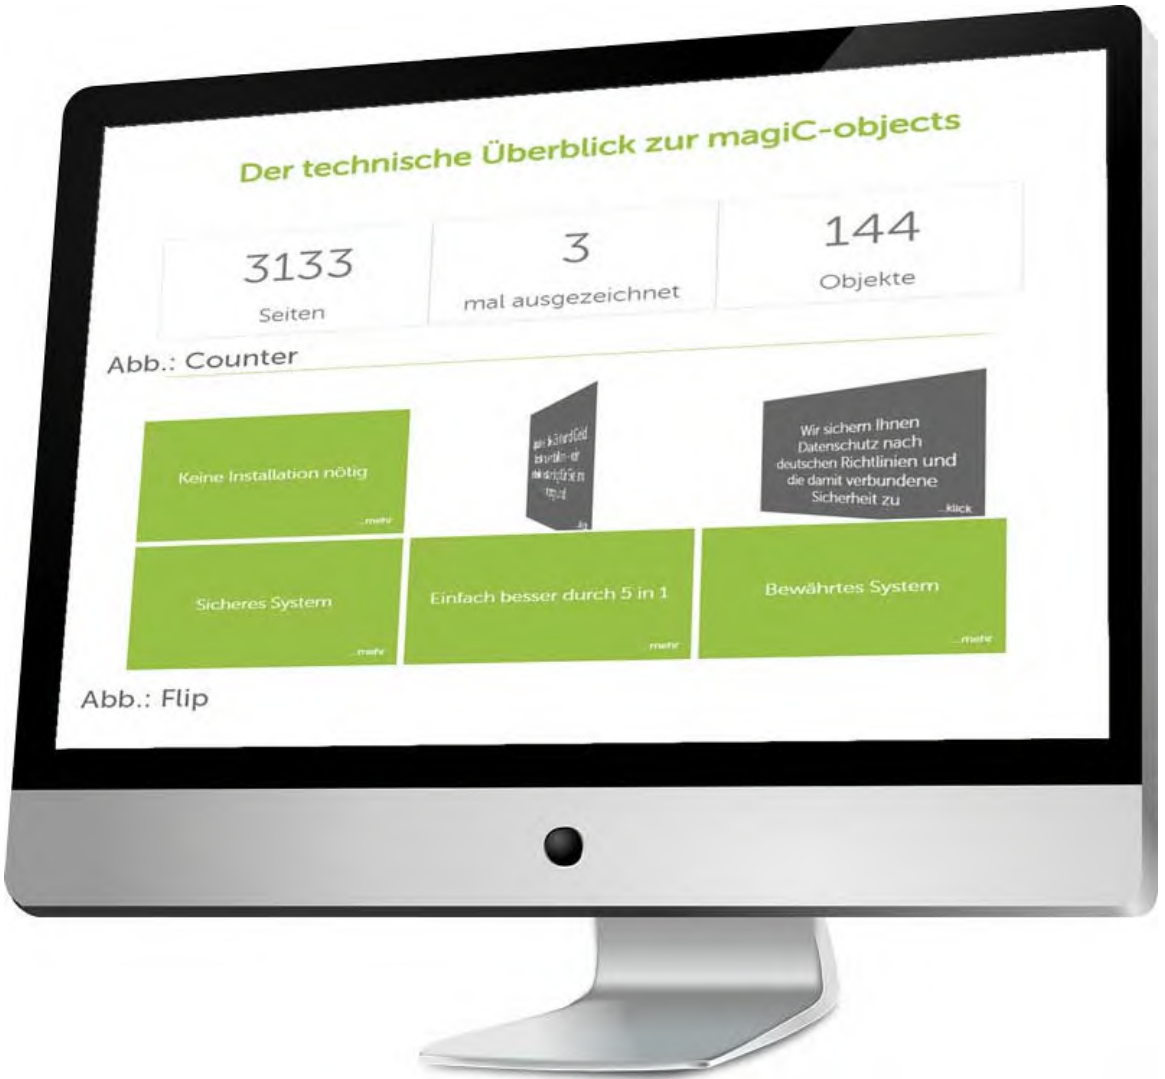 Der technische Überblick zur magiC-objects
3133
Seiten
3
mal ausgezeichnet
144
Objekte
Abb.: Counter
Keine Installation nötig
...mehr
Wir sichern Ihnen
Datenschutz nach
deutschen Richtlinien und
die damit verbundene
Sicherheit zu
...klick
Sicheres System
...mehr
Einfach besser durch 5 in 1
...mehr
Bewährtes System
...mehr
Abb.: Flip